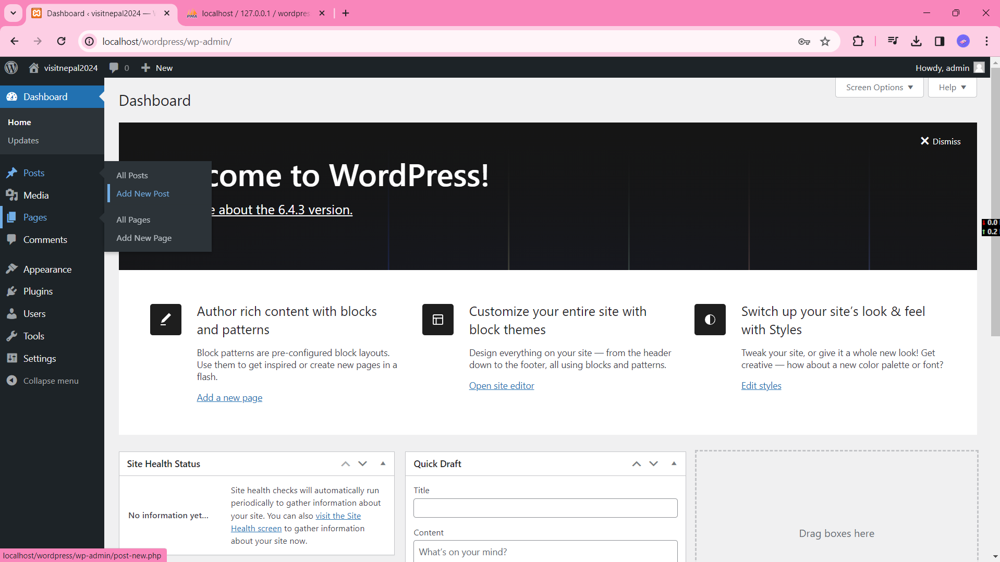 Dashboard ‹ visitnepal2024 —
localhost / 127.0.0.1 / wordpres
localhost/wordpress/wp-admin/
visitnepal2024
0
New
Howdy, admin
Dashboard
Home
Updates
Posts
Media
Pages
Comments
Appearance
Plugins
Users
Tools
Settings
Collapse menu
All Posts
Add New Post
All Pages
Add New Page
Screen Options
Help
Dashboard
Dismiss
come to WordPress!
e about the 6.4.3 version.
Author rich content with blocks
and patterns
Block patterns are pre-configured block layouts.
Use them to get inspired or create new pages in a
flash.
Add a new page
Customize your entire site with
block themes
Design everything on your site — from the header
down to the footer, all using blocks and patterns.
Open site editor
Switch up your site’s look & feel
with Styles
Tweak your site, or give it a whole new look! Get
creative — how about a new color palette or font?
Edit styles
0.0
0.2
Site Health Status
No information yet…
Site health checks will automatically run
periodically to gather information about
your site. You can also visit the Site
Health screen to gather information
about your site now.
Quick Draft
Title
Content
What’s on your mind?
Drag boxes here
localhost/wordpress/wp-admin/post-new.php